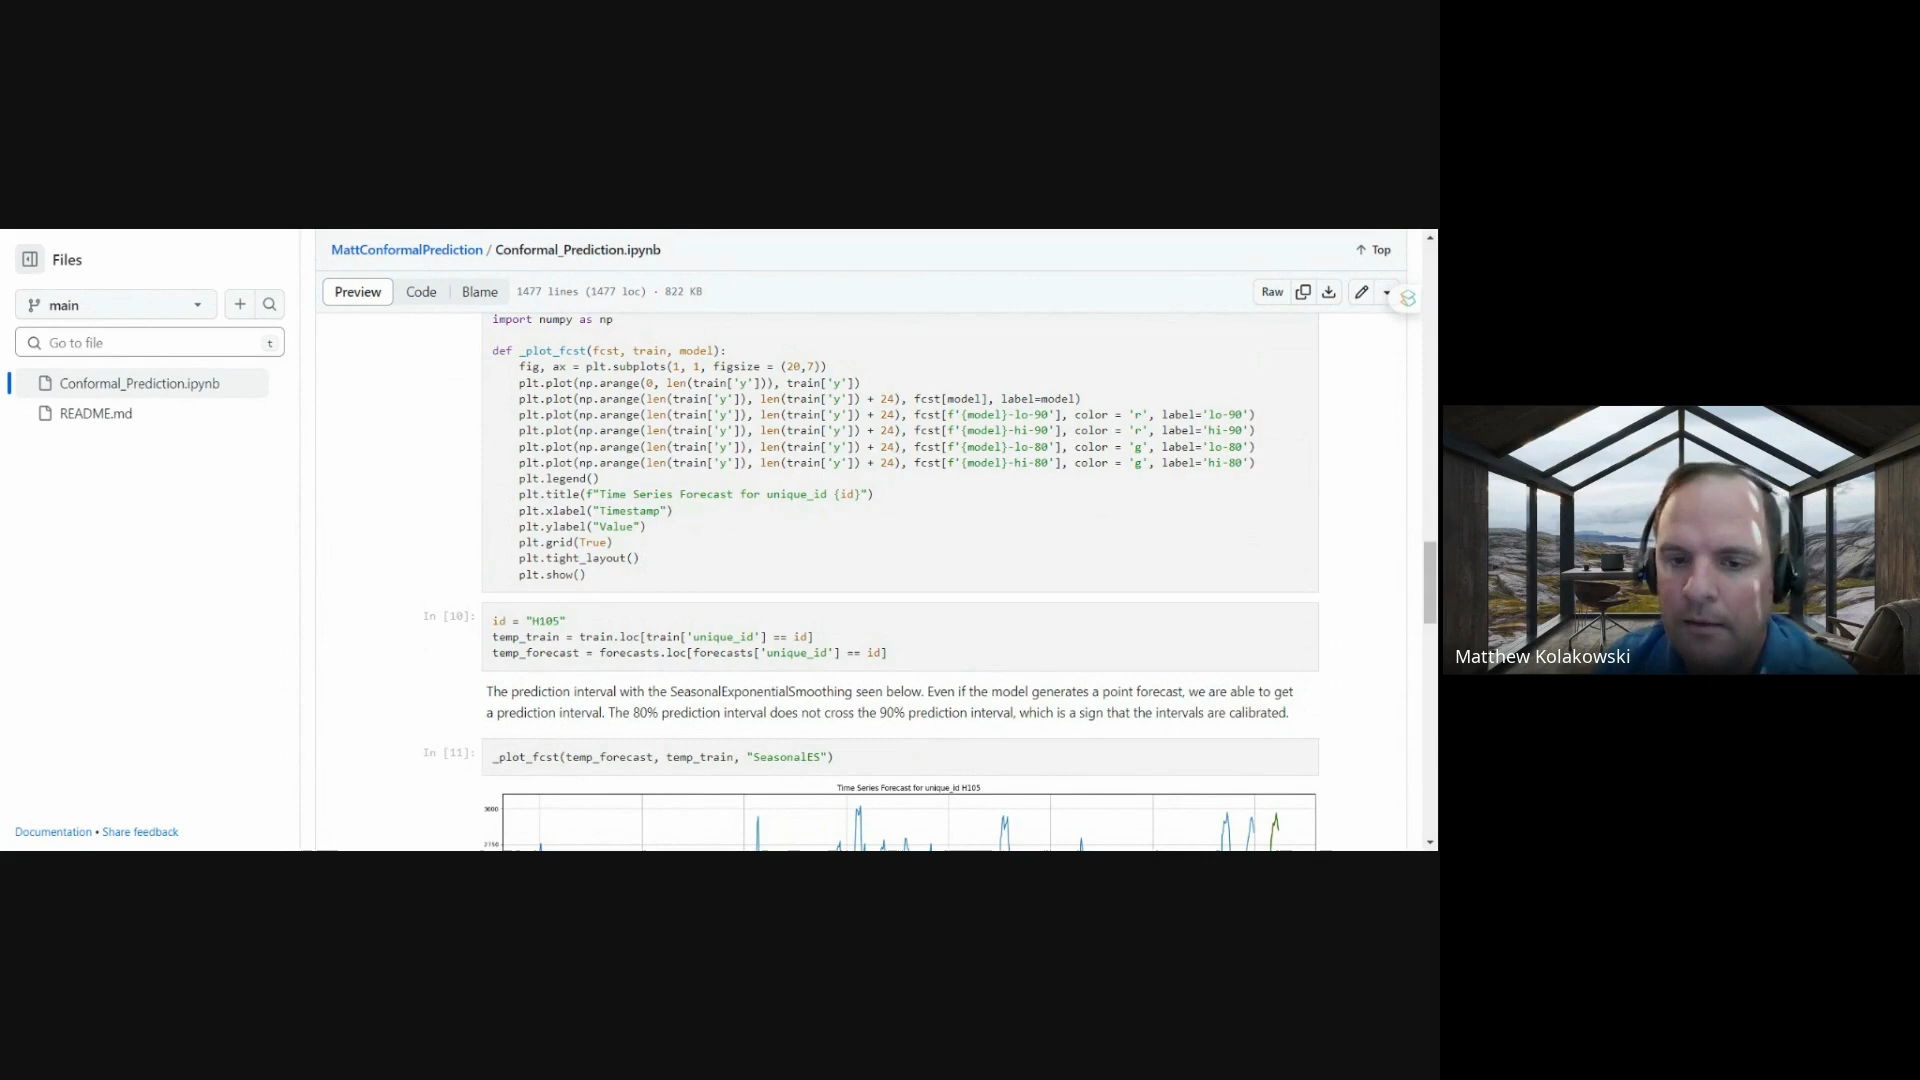 Files
main
Go to file
t
Conformal_Prediction.ipynb
README.md
Documentation • Share feedback
MattConformalPrediction / Conformal_Prediction.ipynb
Top
Preview
Code
Blame
1477 lines (1477 loc) · 822 KB
Raw
import numpy as np
def _plot_fcst(fcst, train, model):
fig, ax = plt.subplots(1, 1, figsize = (20,7))
plt.plot(np.arange(0, len(train['y'])), train['y'])
plt.plot(np.arange(len(train['y']), len(train['y']) + 24), fcst[model], label=model)
plt.plot(np.arange(len(train['y']), len(train['y']) + 24), fcst[f'{model}-lo-90'], color = 'r', label='lo-90')
plt.plot(np.arange(len(train['y']), len(train['y']) + 24), fcst[f'{model}-hi-90'], color = 'r', label='hi-90')
plt.plot(np.arange(len(train['y']), len(train['y']) + 24), fcst[f'{model}-lo-80'], color = 'g', label='lo-80')
plt.plot(np.arange(len(train['y']), len(train['y']) + 24), fcst[f'{model}-hi-80'], color = 'g', label='hi-80')
plt.legend()
plt.title(f"Time Series Forecast for unique_id {id}")
plt.xlabel("Timestamp")
plt.ylabel("Value")
plt.grid(True)
plt.tight_layout()
plt.show()
In [10]:
id = "H105"
temp_train = train.loc[train['unique_id'] == id]
temp_forecast = forecasts.loc[forecasts['unique_id'] == id]
The prediction interval with the SeasonalExponentialSmoothing seen below. Even if the model generates a point forecast, we are able to get
a prediction interval. The 80% prediction interval does not cross the 90% prediction interval, which is a sign that the intervals are calibrated.
In [11]:
_plot_fcst(temp_forecast, temp_train, "SeasonalES")
Time Series Forecast for unique_id H105
3000
2750
Matthew Kolakowski